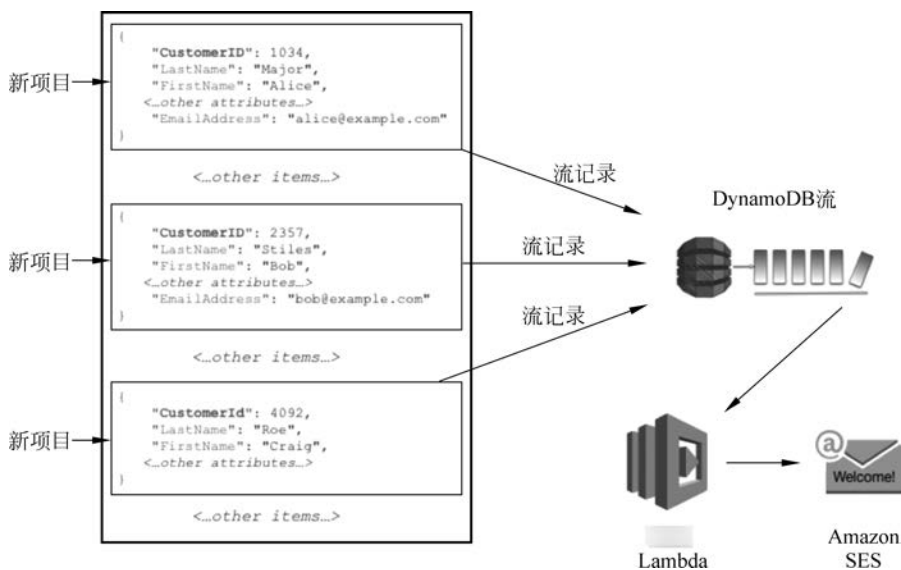 {
"CustomerID": 1034,
"LastName": "Major",
新项目
"FirstName": "Alice",
<…other attributes…>
"EmailAddress": "alice@example.com"
}
<…other items…>
流记录
DynamoDB流
{
"CustomerID": 2357,
"LastName": "Stiles",
新项目
"FirstName": "Bob",
<…other attributes…>
"EmailAddress": "bob@example.com"
}
流记录
流记录
<…other items…>
{
"CustomerId": 4092,
"LastName": "Roe",
新项目
"FirstName": "Craig",
<…other attributes…>
}
<…other items…>
@
Welcome!
Lambda
Amazon
SES